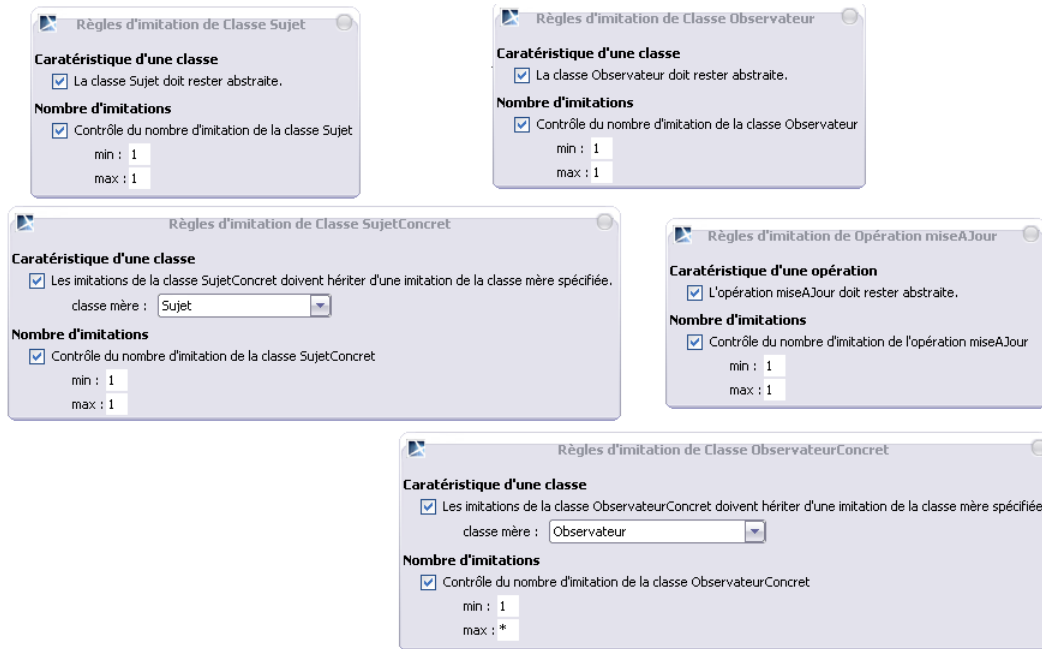 Règles d'imitation de Classe Sujet
Caratéristique d'une classe
La classe Sujet doit rester abstraite.
Nombre d'imitations
Contrôle du nombre d'imitation de la classe Sujet
min : 1
max : 1
Règles d'imitation de Classe Observateur
Caratéristique d'une classe
La classe Observateur doit rester abstraite.
Nombre d'imitations
Contrôle du nombre d'imitation de la classe Observateur
min : 1
max : 1
Règles d'imitation de Classe SujetConcret
Caratéristique d'une classe
Les imitations de la classe SujetConcret doivent hériter d'une imitation de la classe mère spécifiée.
classe mère : Sujet
Nombre d'imitations
Contrôle du nombre d'imitation de la classe SujetConcret
min : 1
max : 1
Règles d'imitation de Opération miseAJour
Caratéristique d'une opération
L'opération miseAJour doit rester abstraite.
Nombre d'imitations
Contrôle du nombre d'imitation de l'opération miseAJour
min : 1
max : 1
Règles d'imitation de Classe ObservateurConcret
Caratéristique d'une classe
Les imitations de la classe ObservateurConcret doivent hériter d'une imitation de la classe mère spécifiée
classe mère : Observateur
Nombre d'imitations
Contrôle du nombre d'imitation de la classe ObservateurConcret
min : 1
max : *